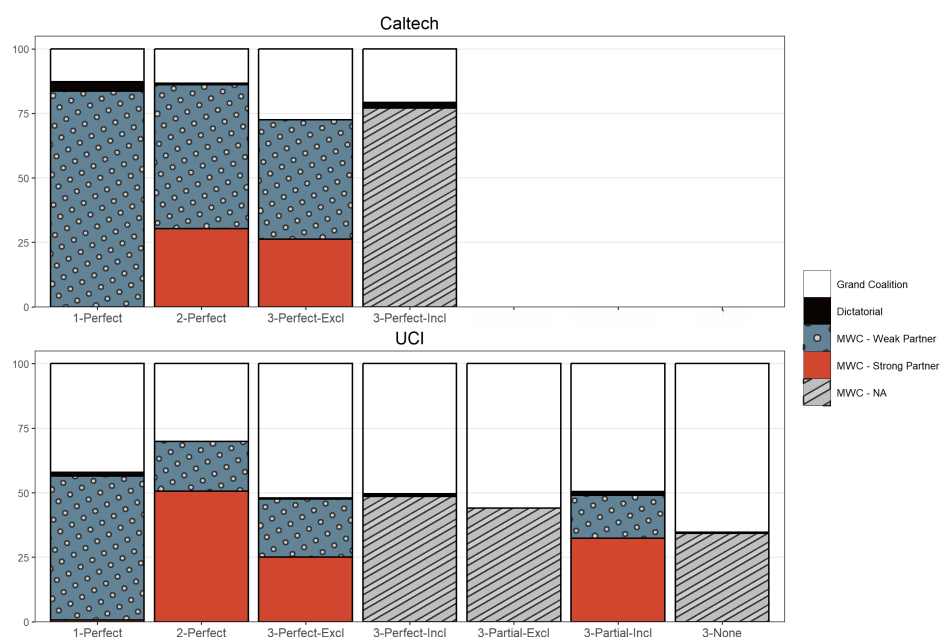 Caltech
100
75
50
25
0
1-Perfect
2-Perfect
3-Perfect-Excl
3-Perfect-Incl
UCI
100
75
50
25
0
1-Perfect
2-Perfect
3-Perfect-Excl
3-Perfect-Incl
3-Partial-Excl
3-Partial-Incl
3-None
Grand Coalition
Dictatorial
MWC - Weak Partner
MWC - Strong Partner
MWC - NA